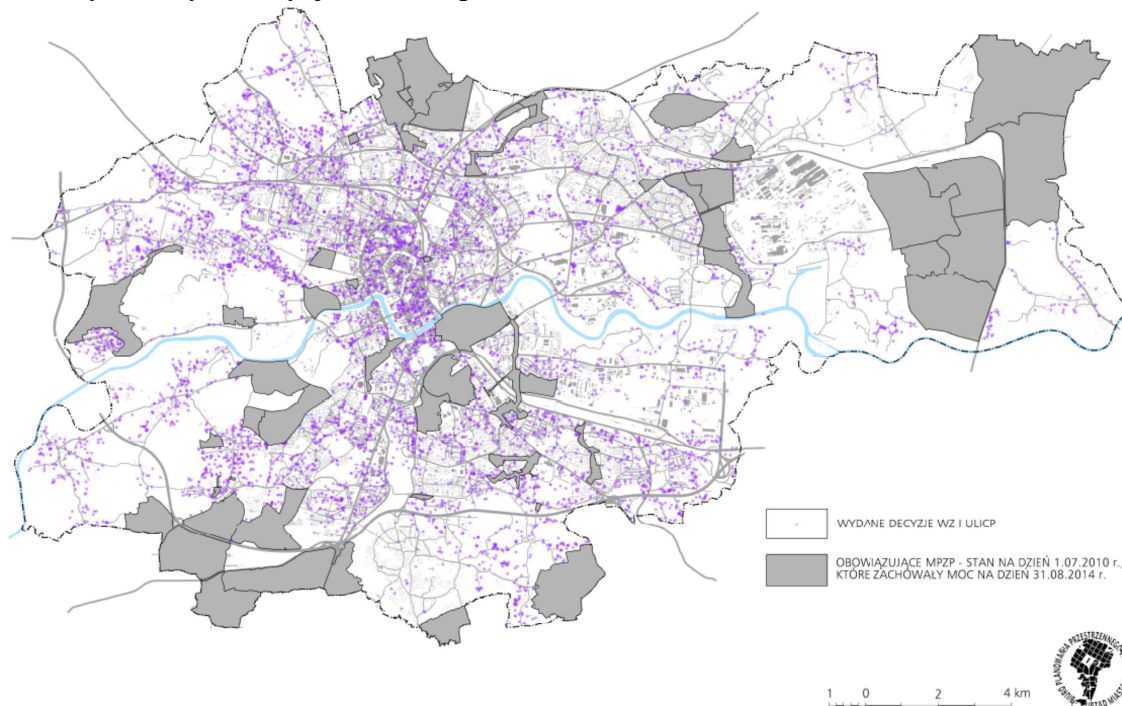 WYDANE DECYZJE WZ I ULICP
OBOWIĄZUJĄCE MPZP - STAN NA DZIEŃ 1.07.2010 r.,
KTÓRE ZACHOWAŁY MOC NA DZIEŃ 31.08.2014 r.
1 0 2 4 km